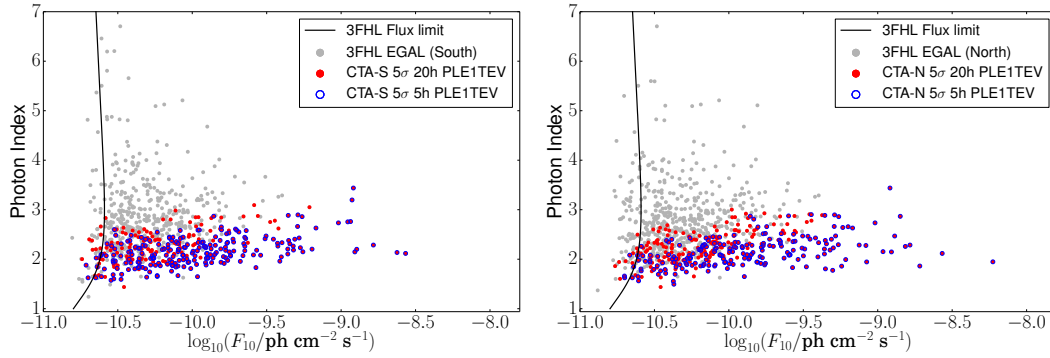 7
6
5
4
3
2
1
Photon Index
3FHL Flux limit
3FHL EGAL (South)
CTA-S 5σ 20h PLE1TEV
CTA-S 5σ 5h PLE1TEV
−11.0 −10.5 −10.0 −9.5 −9.0 −8.5 −8.0
log₁₀(F₁₀/ph cm⁻² s⁻¹)
7
6
5
4
3
2
1
Photon Index
3FHL Flux limit
3FHL EGAL (North)
CTA-N 5σ 20h PLE1TEV
CTA-N 5σ 5h PLE1TEV
−11.0 −10.5 −10.0 −9.5 −9.0 −8.5 −8.0
log₁₀(F₁₀/ph cm⁻² s⁻¹)